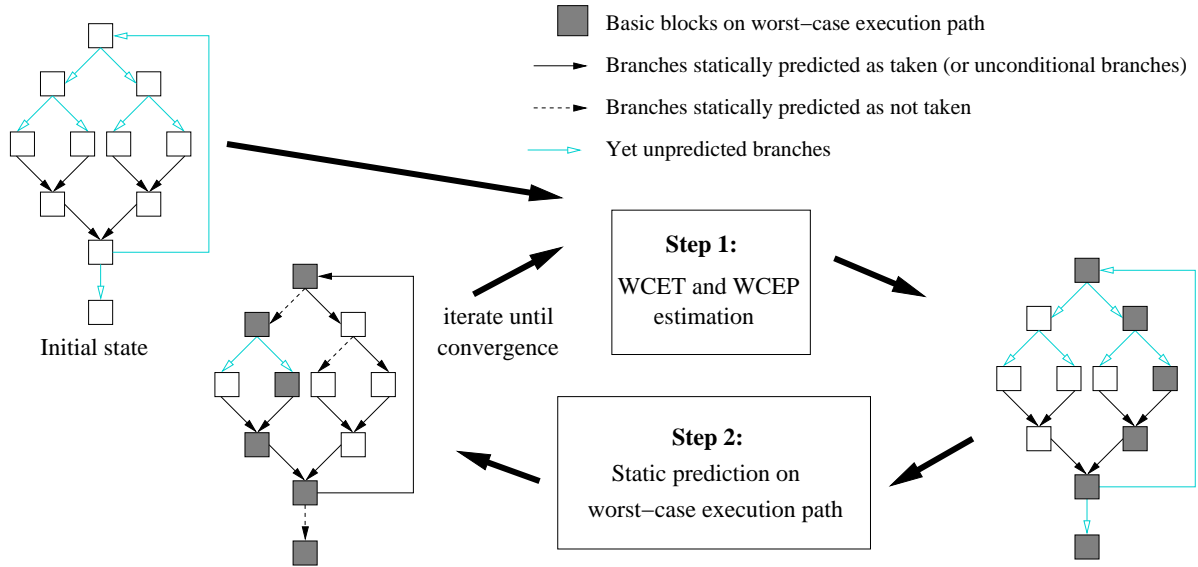 Basic blocks on worst−case execution path
Branches statically predicted as taken (or unconditional branches)
Branches statically predicted as not taken
Yet unpredicted branches
Initial state
iterate until
convergence
Step 1:
WCET and WCEP
estimation
Step 2:
Static prediction on
worst−case execution path